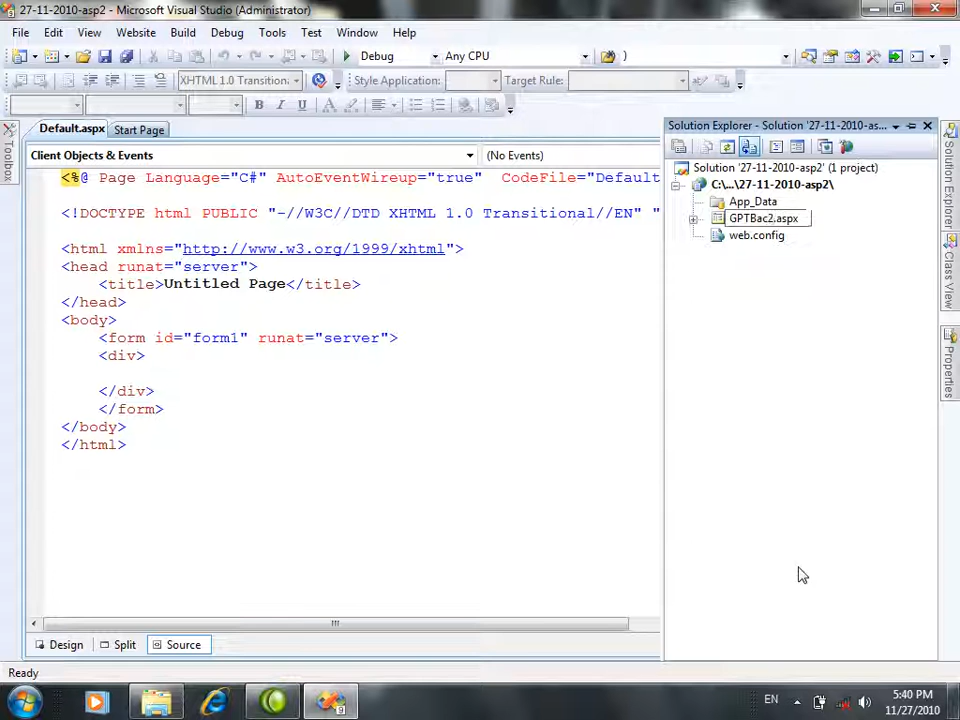 27-11-2010-asp2 - Microsoft Visual Studio (Administrator)
File Edit View Website Build Debug Tools Test Window Help
Debug Any CPU )
XHTML 1.0 Transition Style Application: Target Rule:
B I U A
Default.aspx Start Page
Client Objects & Events (No Events)
<%@ Page Language="C#" AutoEventWireup="true" CodeFile="Default
<!DOCTYPE html PUBLIC "-//W3C//DTD XHTML 1.0 Transitional//EN" "
<html xmlns="http://www.w3.org/1999/xhtml">
<head runat="server">
<title>Untitled Page</title>
</head>
<body>
<form id="form1" runat="server">
<div>
</div>
</form>
</body>
</html>
Design Split Source
Toolbox
Solution Explorer - Solution '27-11-2010-as...
Solution '27-11-2010-asp2' (1 project)
C:\...\27-11-2010-asp2\
App_Data
GPTBac2.aspx
web.config
Solution Explorer
Class View
Properties
Ready
EN
5:40 PM
11/27/2010